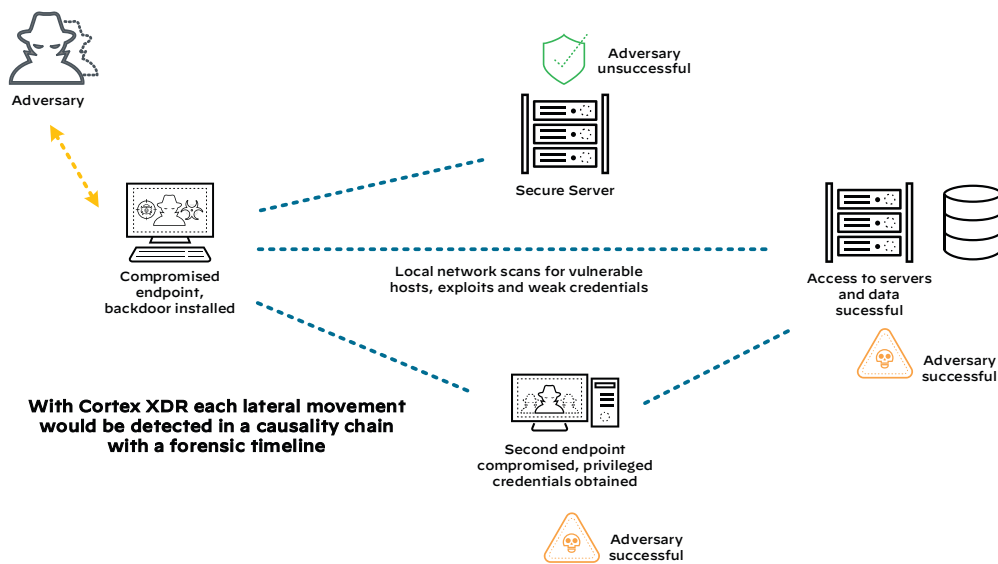 Adversary
Adversary
unsuccessful
Secure Server
Compromised
endpoint,
backdoor installed
Local network scans for vulnerable
hosts, exploits and weak credentials
Access to servers
and data
sucessful
Adversary
successful
With Cortex XDR each lateral movement
would be detected in a causality chain
with a forensic timeline
Second endpoint
compromised, privileged
credentials obtained
Adversary
successful